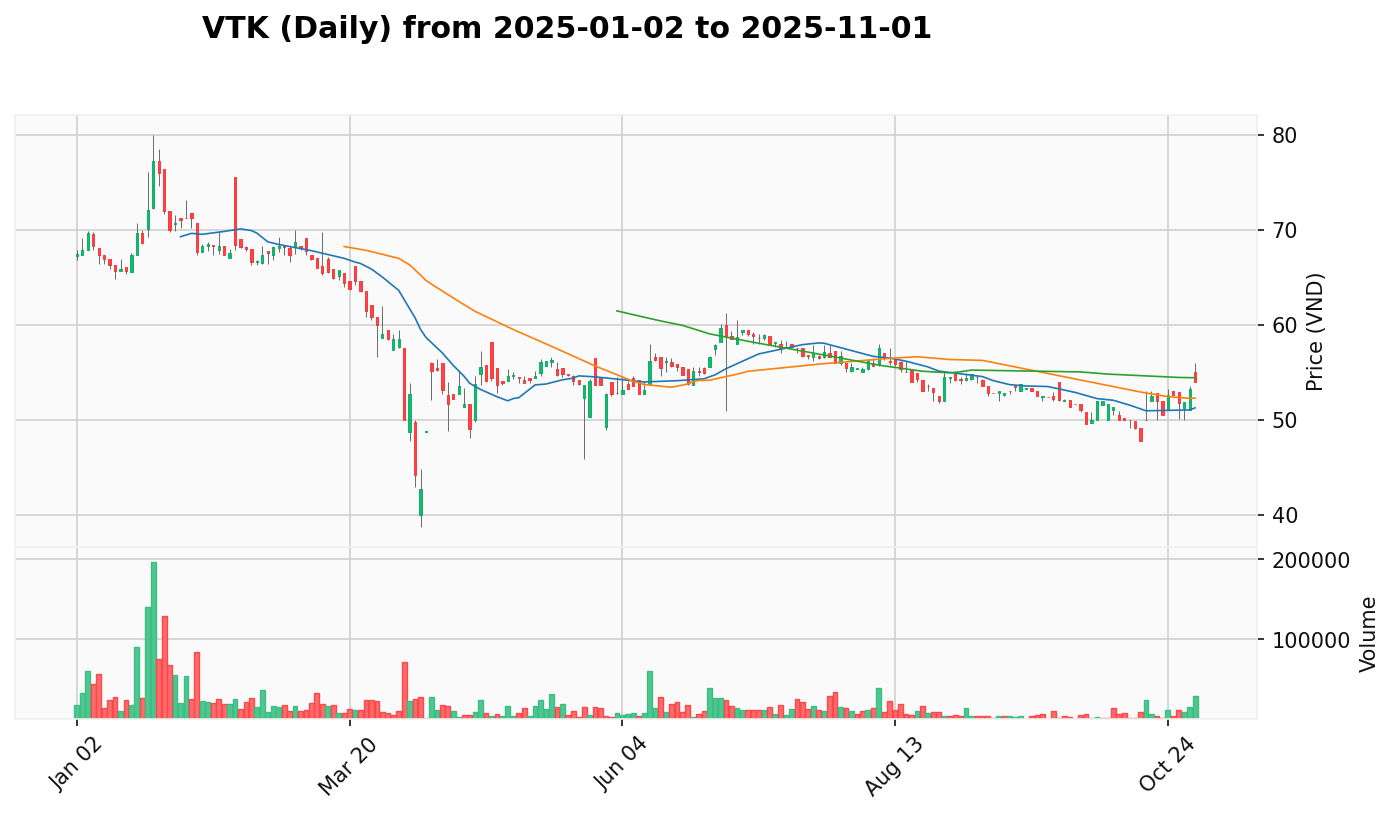 VTK (Daily) from 2025-01-02 to 2025-11-01
80
70
60
50
40
Price (VND)
200000
100000
Volume
Jan 02
Mar 20
Jun 04
Aug 13
Oct 24